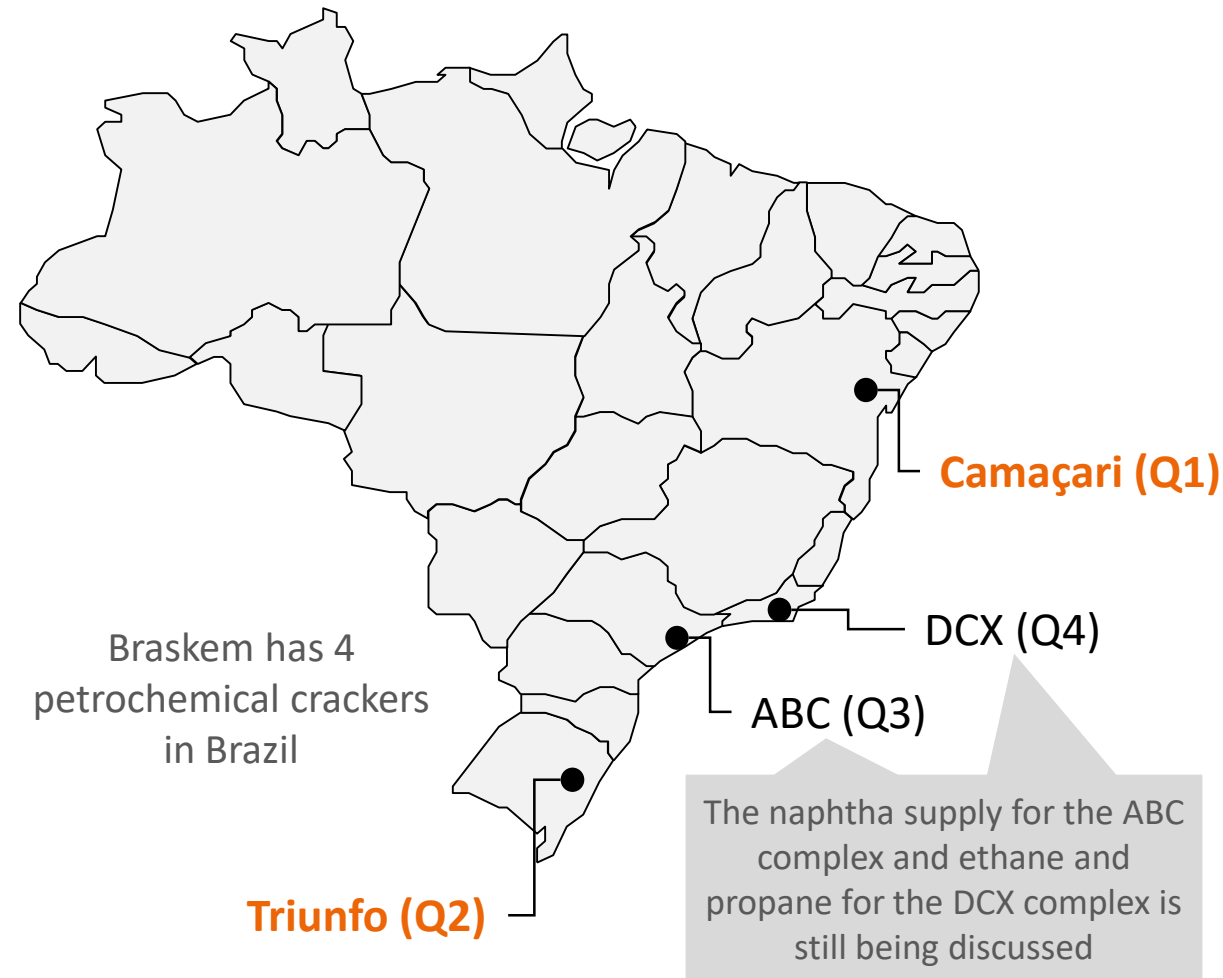 Camaçari (Q1)
DCX (Q4)
Braskem has 4
petrochemical crackers
in Brazil
ABC (Q3)
The naphtha supply for the ABC
complex and ethane and
propane for the DCX complex is
still being discussed
Triunfo (Q2)